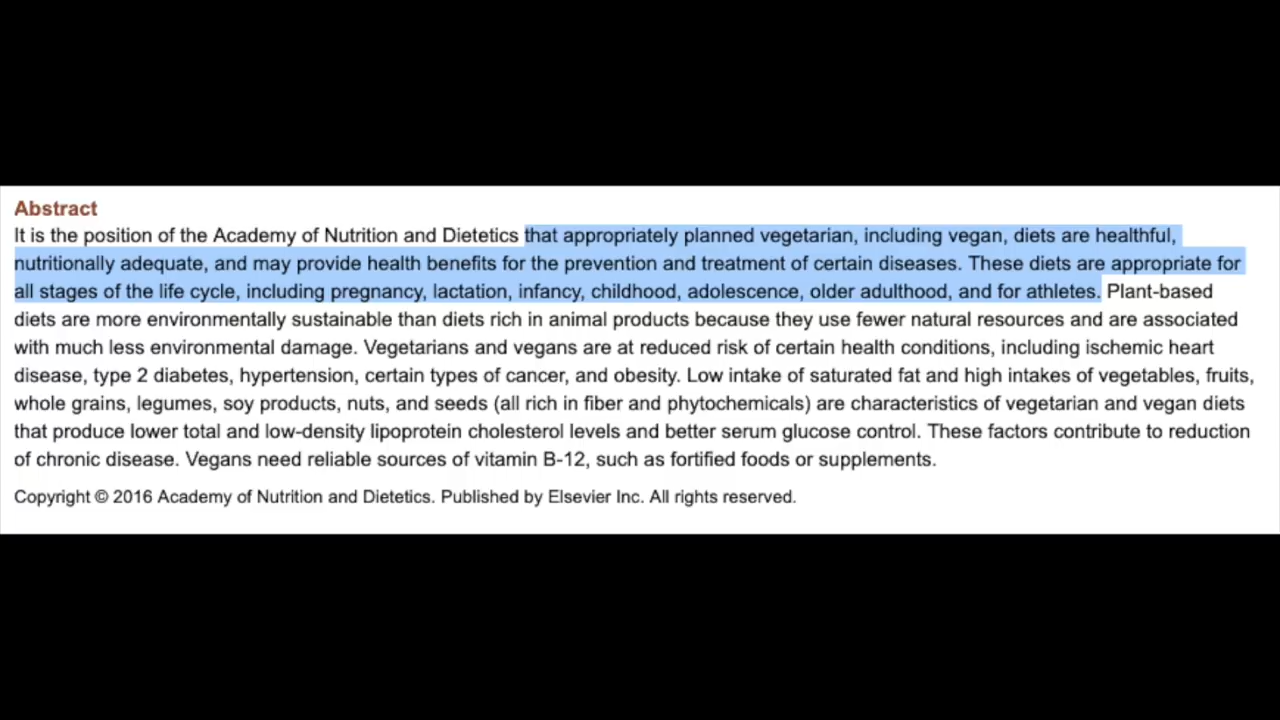 Abstract
It is the position of the Academy of Nutrition and Dietetics that appropriately planned vegetarian, including vegan, diets are healthful,
nutritionally adequate, and may provide health benefits for the prevention and treatment of certain diseases. These diets are appropriate for
all stages of the life cycle, including pregnancy, lactation, infancy, childhood, adolescence, older adulthood, and for athletes. Plant-based
diets are more environmentally sustainable than diets rich in animal products because they use fewer natural resources and are associated
with much less environmental damage. Vegetarians and vegans are at reduced risk of certain health conditions, including ischemic heart
disease, type 2 diabetes, hypertension, certain types of cancer, and obesity. Low intake of saturated fat and high intakes of vegetables, fruits,
whole grains, legumes, soy products, nuts, and seeds (all rich in fiber and phytochemicals) are characteristics of vegetarian and vegan diets
that produce lower total and low-density lipoprotein cholesterol levels and better serum glucose control. These factors contribute to reduction
of chronic disease. Vegans need reliable sources of vitamin B-12, such as fortified foods or supplements.
Copyright © 2016 Academy of Nutrition and Dietetics. Published by Elsevier Inc. All rights reserved.